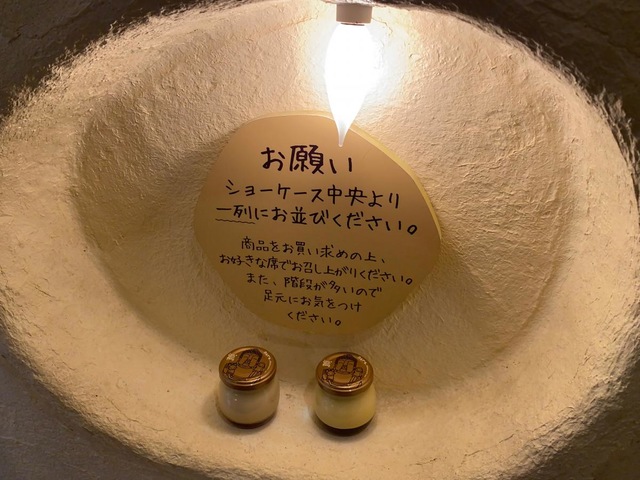 お願い
ショーケース中央より
一列にお並びください。
商品をお買い求めの上、
お好きな席でお召し上がりください。
また、階段が多いので
足元にお気をつけ
ください。